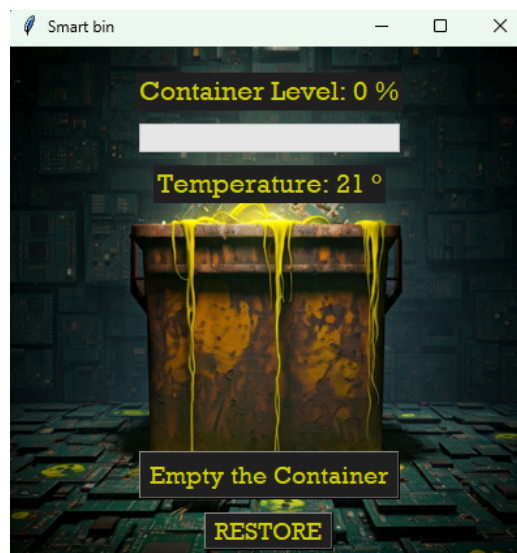 Smart bin
Container Level: 0 %
Temperature: 21 °
Empty the Container
RESTORE